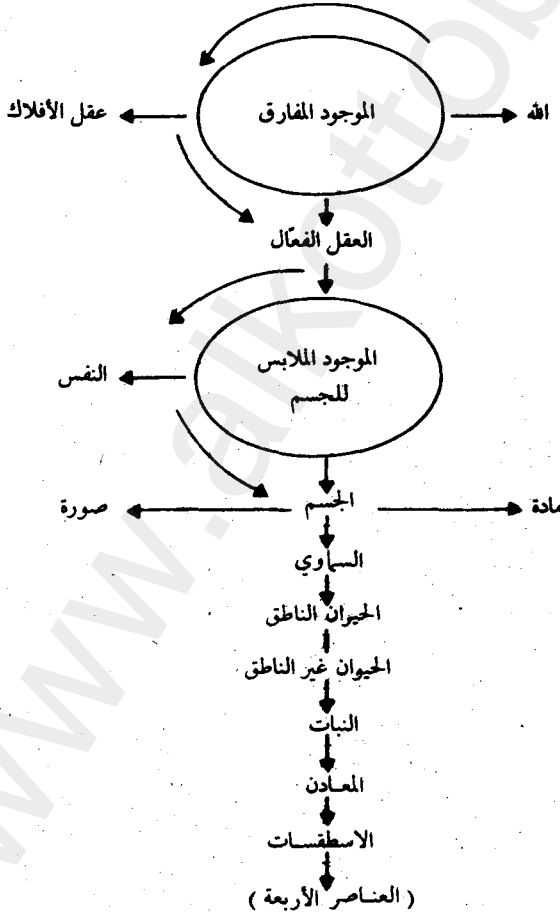 الموجود المفارق
الله
عقل الأفلاك
العقل الفعّال
الموجود الملابس
للجسم
النفس
الجسم
مادة
صورة
السماوي
الحيوان الناطق
الحيوان غير الناطق
النبات
المعادن
الاسطقسات
( العناصر الأربعة )